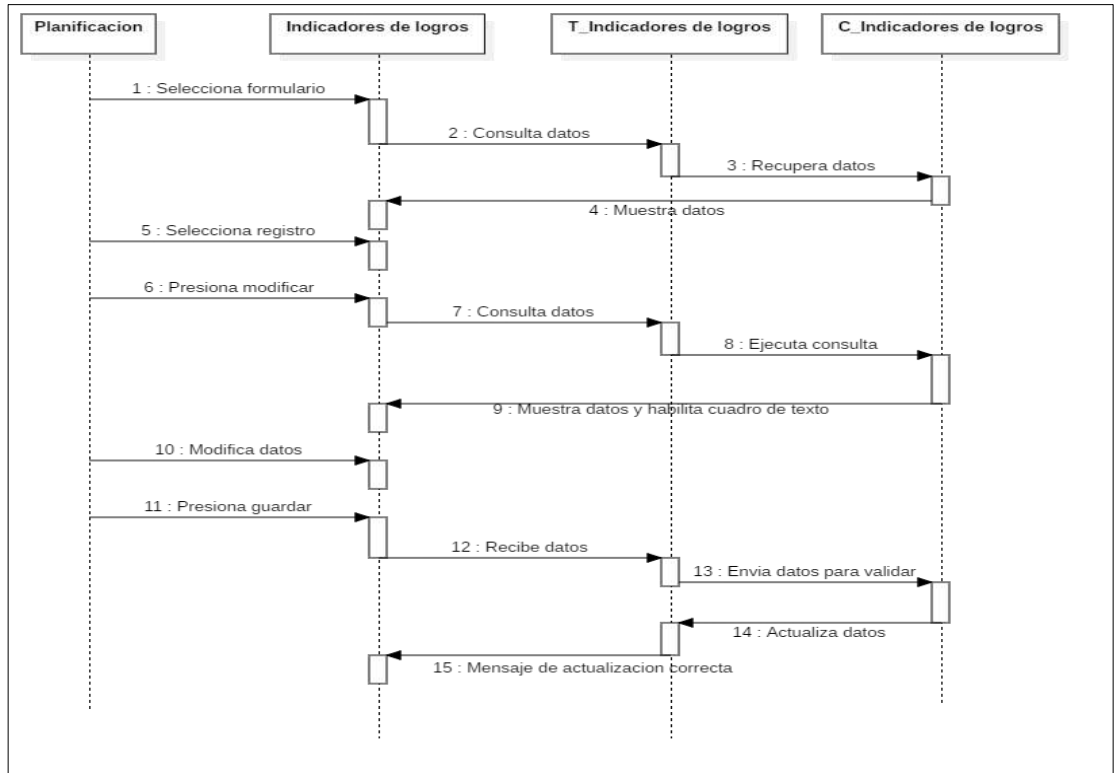 Planificacion
Indicadores de logros
T_Indicadores de logros
C_Indicadores de logros
1 : Selecciona formulario
2 : Consulta datos
3 : Recupera datos
4 : Muestra datos
5 : Selecciona registro
6 : Presiona modificar
7 : Consulta datos
8 : Ejecuta consulta
9 : Muestra datos y habilita cuadro de texto
10 : Modifica datos
11 : Presiona guardar
12 : Recibe datos
13 : Envia datos para validar
14 : Actualiza datos
15 : Mensaje de actualizacion correcta